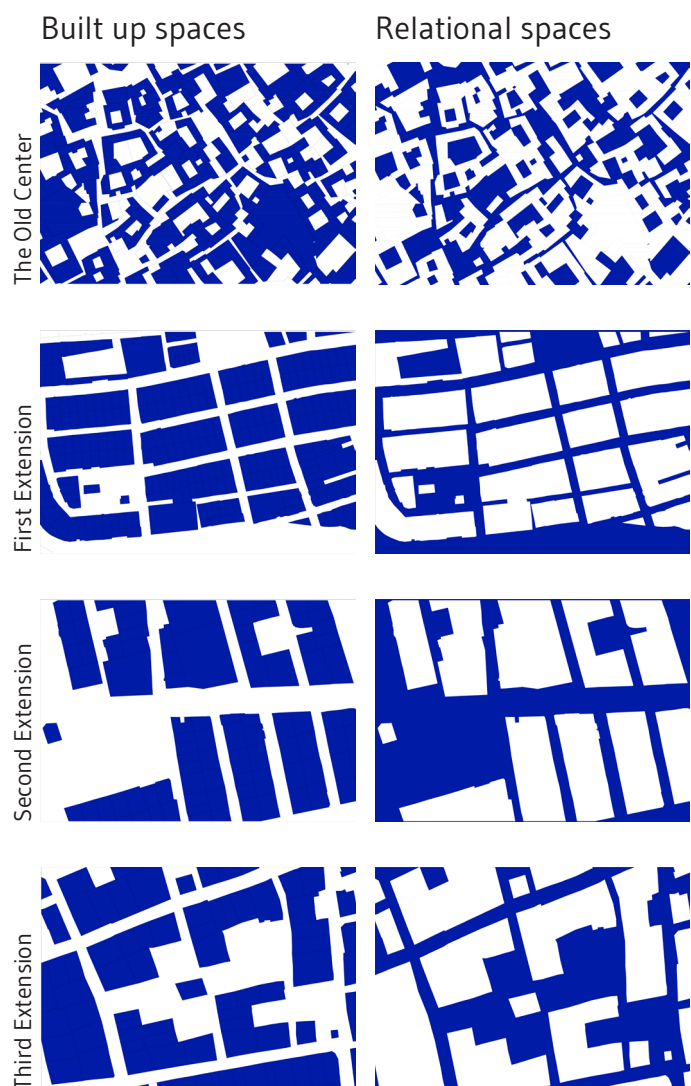 Built up spaces
Relational spaces
The Old Center
First Extension
Second Extension
Third Extension